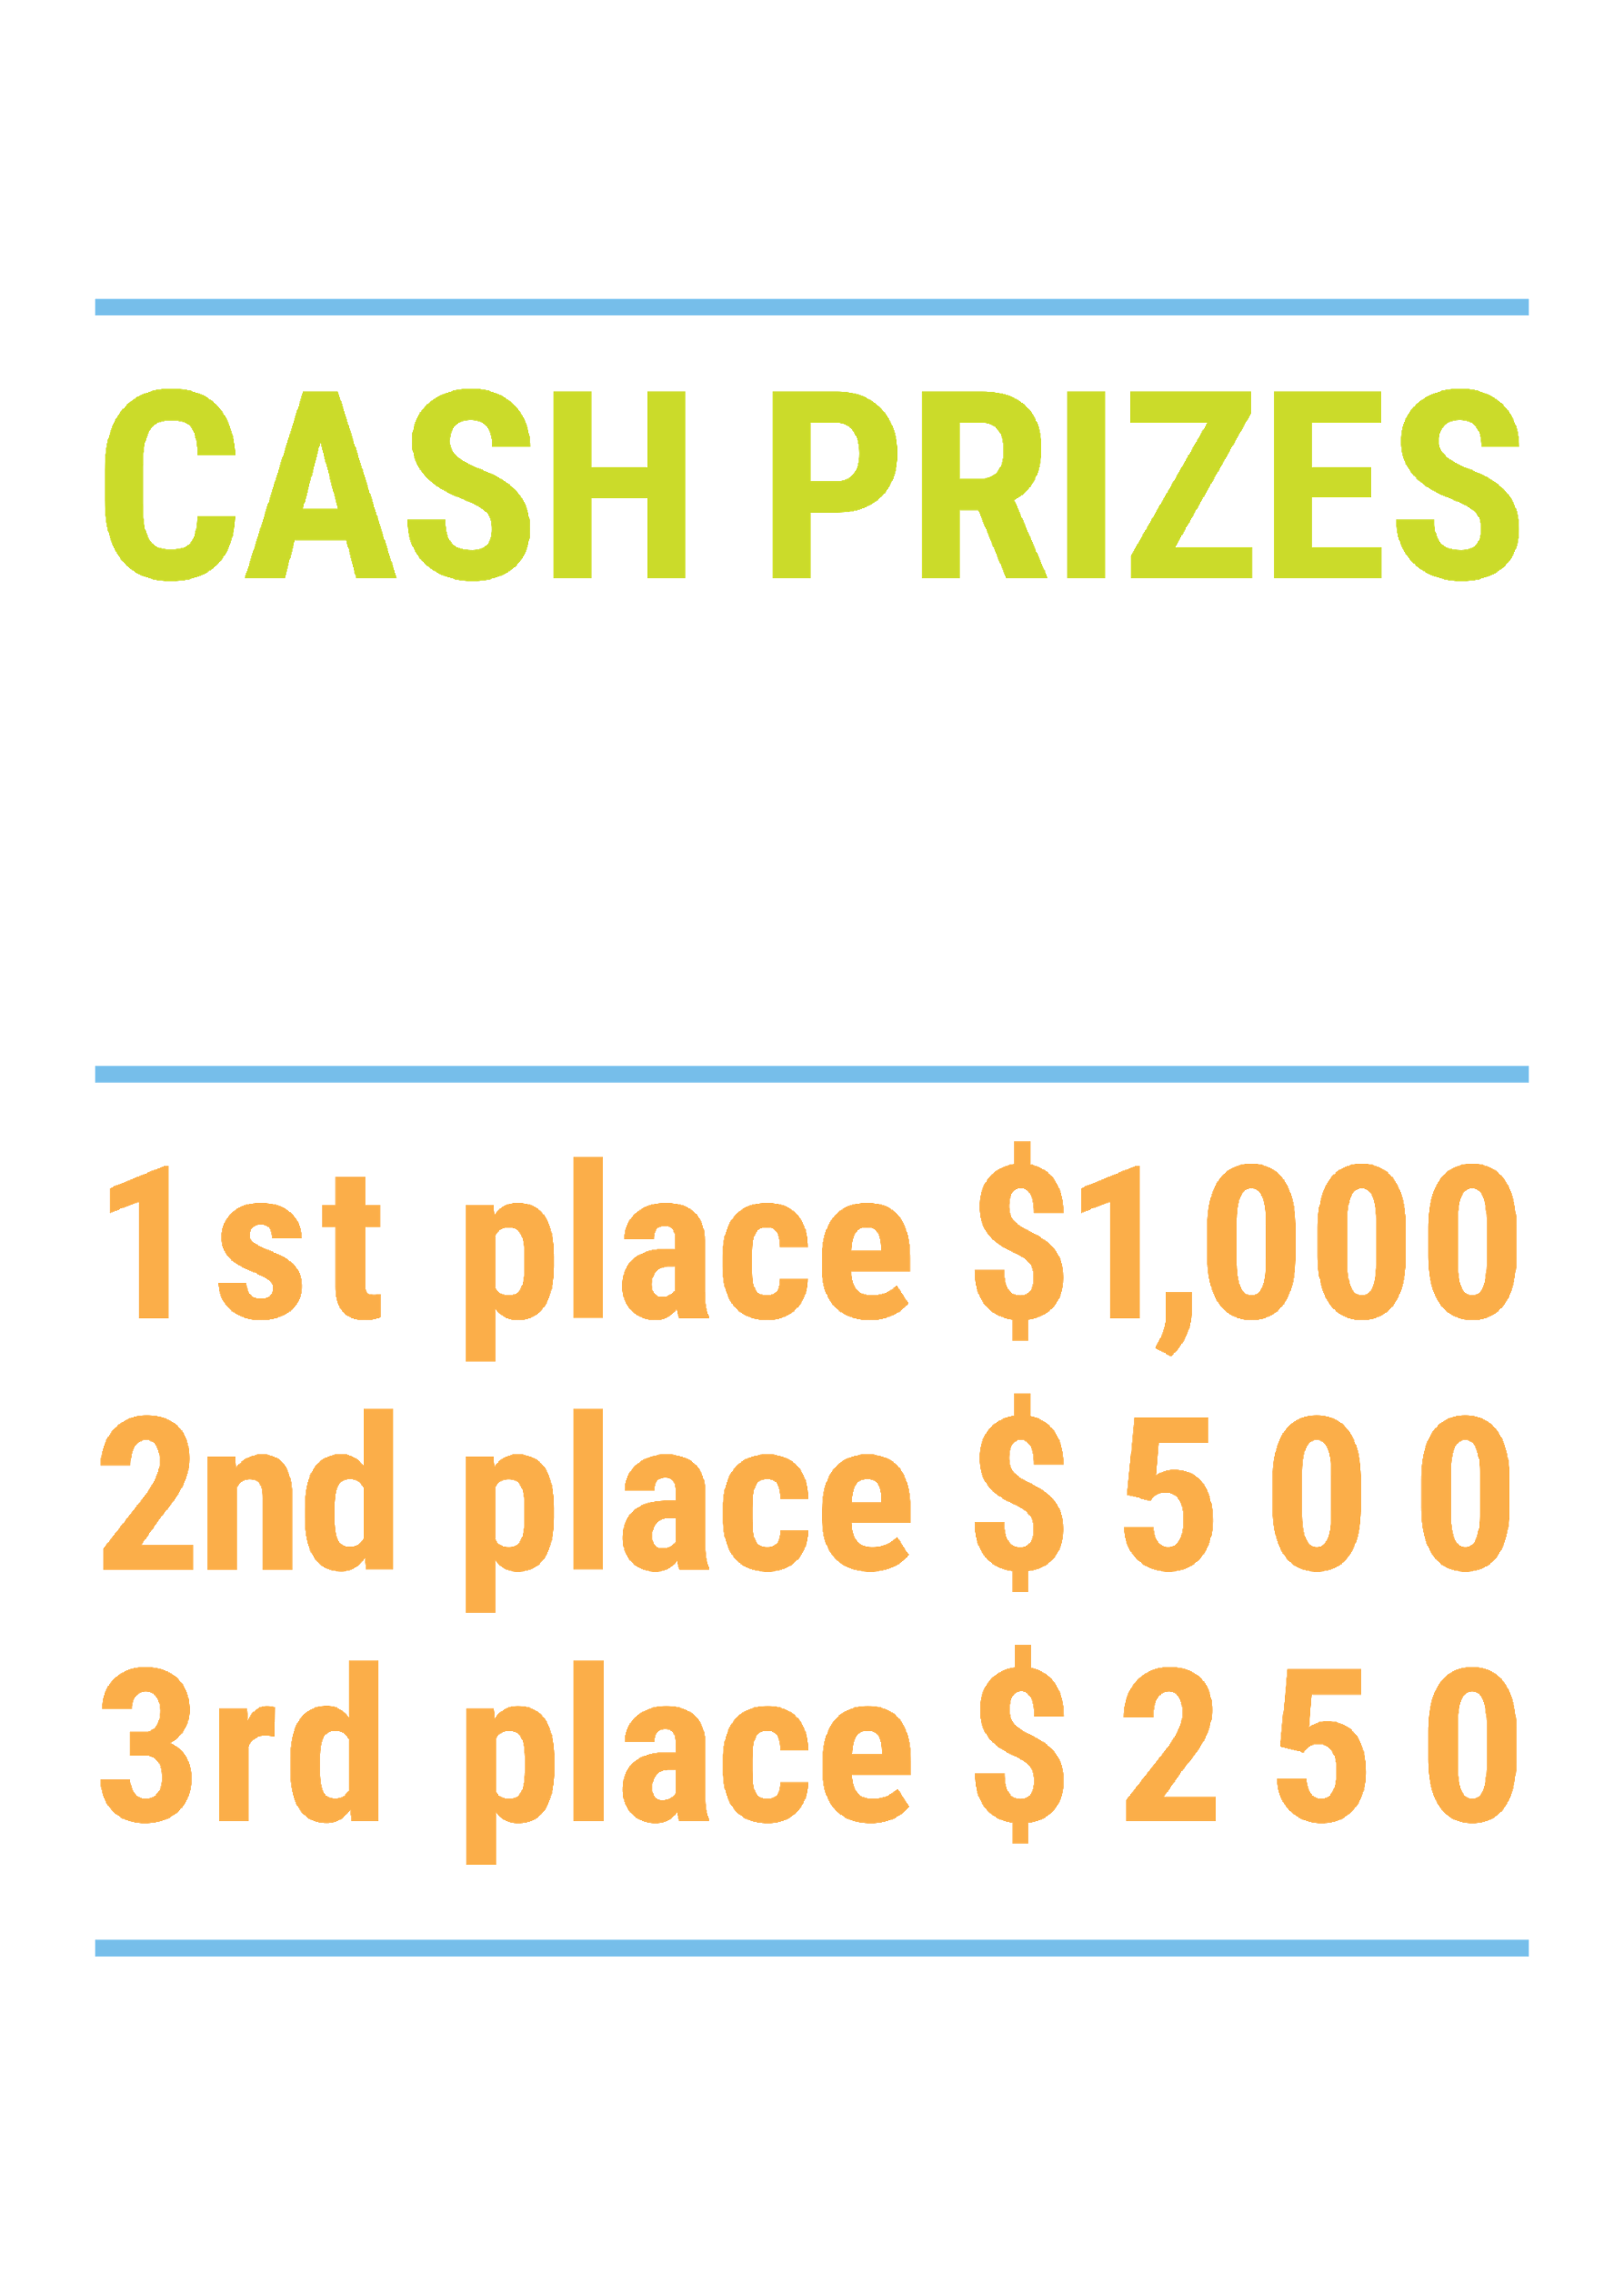 CASH PRIZES
1st place $1,000
2nd place $500
3rd place $250